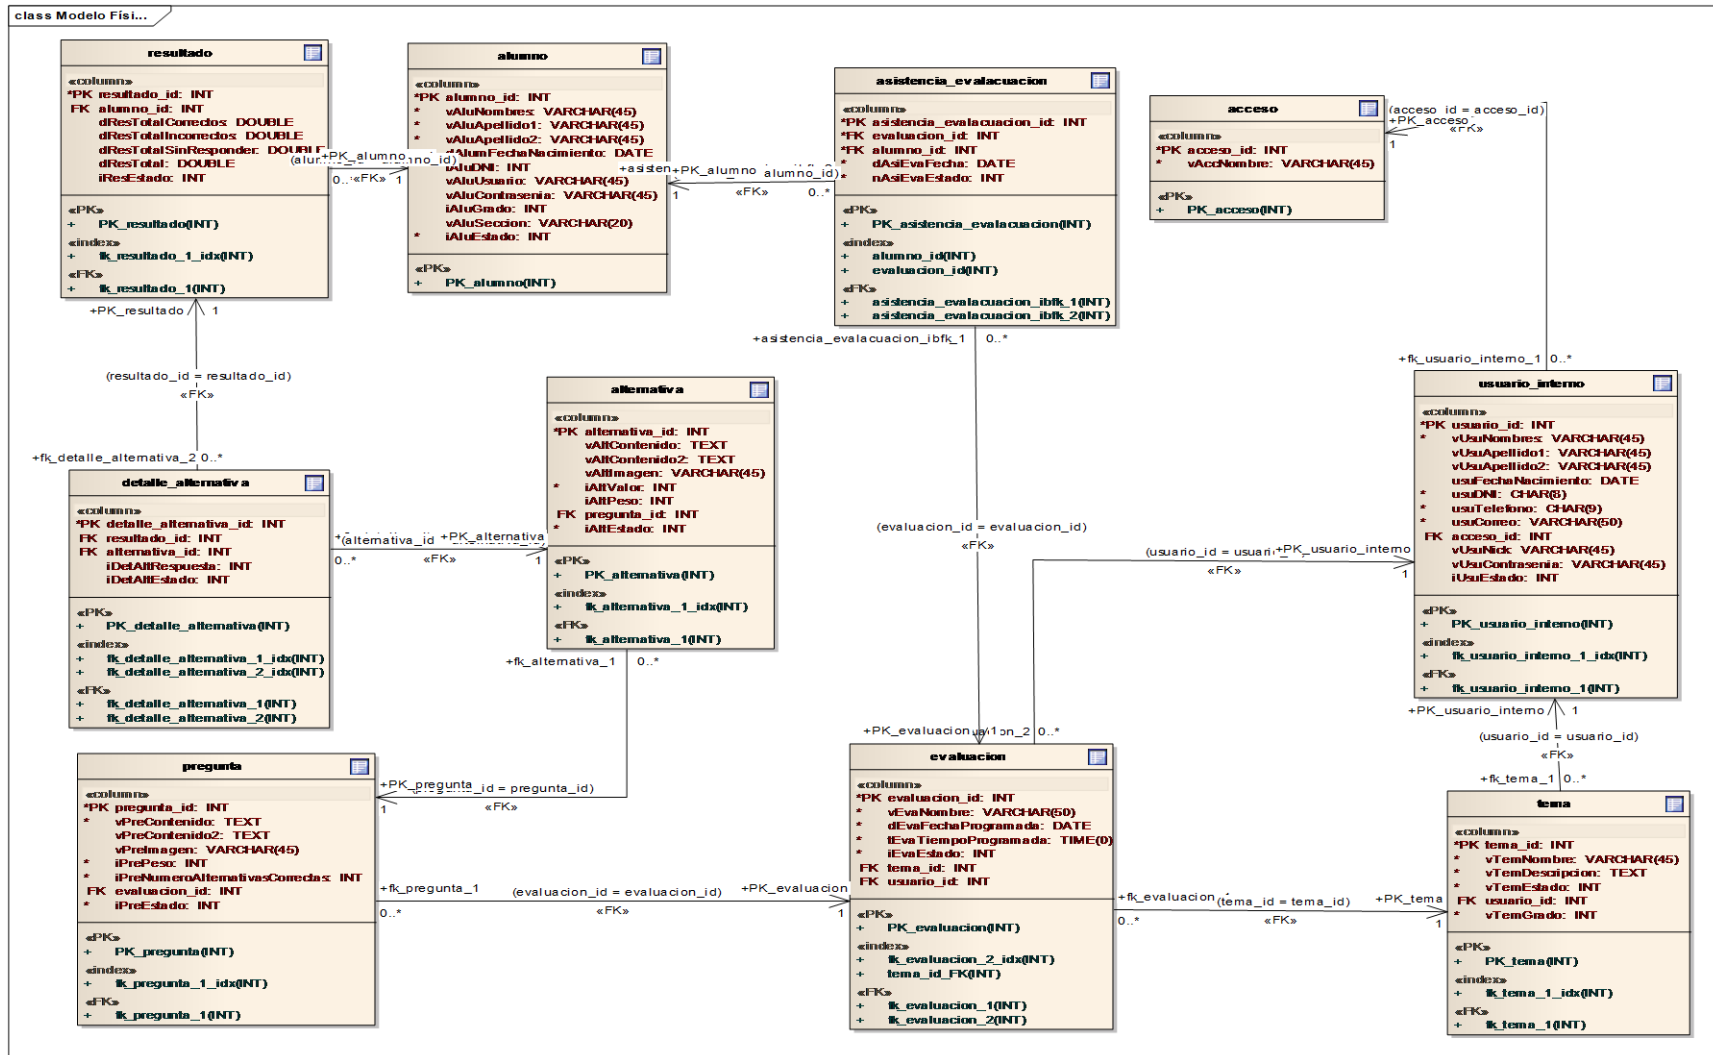 class Modelo Físi...
resultado
«column»
*PK resultado_id: INT
FK alumno_id: INT
dResTotalCorrectos: DOUBLE
dResTotalIncorrectos: DOUBLE
dResTotalSinResponder: DOUBLE
dResTotal: DOUBLE
iResEstado: INT
«PK»
+ PK_resultado(INT)
«index»
+ fk_resultado_1_idx(INT)
«FK»
+ fk_resultado_1(INT)
+PK_alumno
0..
«FK»
1
alumno
«column»
*PK alumno_id: INT
* vAluNombres: VARCHAR(45)
* vAluApellido1: VARCHAR(45)
* vAluApellido2: VARCHAR(45)
dAlumFechaNacimiento: DATE
iAluDNI: INT
* vAluUsuario: VARCHAR(45)
vAluContrasenia: VARCHAR(45)
iAluGrado: INT
vAluSeccion: VARCHAR(20)
* iAluEstado: INT
«PK»
+ PK_alumno(INT)
+asisten
+PK_alumno
alumno_id)
1
«FK»
0..*
asistencia_evalacuacion
«column»
*PK asistencia_evalacuacion_id: INT
*FK evaluacion_id: INT
*FK alumno_id: INT
* dAsiEvaFecha: DATE
* nAsiEvaEstado: INT
«PK»
+ PK_asistencia_evalacuacion(INT)
«index»
+ alumno_id(INT)
+ evaluacion_id(INT)
«FK»
+ asistencia_evalacuacion_ibfk_1(INT)
+ asistencia_evalacuacion_ibfk_2(INT)
acceso
«column»
*PK acceso_id: INT
* vAccNombre: VARCHAR(45)
«PK»
+ PK_acceso(INT)
(acceso_id = acceso_id)
+PK_acceso
«FK»
1
+PK_resultado
1
(resultado_id = resultado_id)
«FK»
+fk_detalle_alternativa_2
0..*
+asistencia_evalacuacion_ibfk_1
0..*
+fk_usuario_interno_1
0..*
alternativa
«column»
*PK alternativa_id: INT
vAltContenido: TEXT
vAltContenido2: TEXT
vAltImagen: VARCHAR(45)
* iAltValor: INT
iAltPeso: INT
FK pregunta_id: INT
* iAltEstado: INT
«PK»
+ PK_alternativa(INT)
«index»
+ fk_alternativa_1_idx(INT)
«FK»
+ fk_alternativa_1(INT)
usuario_interno
«column»
*PK usuario_id: INT
* vUsuNombres: VARCHAR(45)
vUsuApellido1: VARCHAR(45)
vUsuApellido2: VARCHAR(45)
usuFechaNacimiento: DATE
* usuDNI: CHAR(8)
* usuTelefono: CHAR(9)
* usuCorreo: VARCHAR(50)
FK acceso_id: INT
vUsuNick: VARCHAR(45)
vUsuContrasenia: VARCHAR(45)
iUsuEstado: INT
«PK»
+ PK_usuario_interno(INT)
«index»
+ fk_usuario_interno_1_idx(INT)
«FK»
+ fk_usuario_interno_1(INT)
detalle_alternativa
«column»
*PK detalle_alternativa_id: INT
FK resultado_id: INT
FK alternativa_id: INT
iDetAltRespuesta: INT
iDetAltEstado: INT
«PK»
+ PK_detalle_alternativa(INT)
«index»
+ fk_detalle_alternativa_1_idx(INT)
+ fk_detalle_alternativa_2_idx(INT)
«FK»
+ fk_detalle_alternativa_1(INT)
+ fk_detalle_alternativa_2(INT)
(alternativa_id
+PK_alternativa
0..*
«FK»
1
(evaluacion_id = evaluacion_id)
«FK»
+PK_usuario_interno
«FK»
1
+fk_alternativa_1
0..*
+PK_usuario_interno
1
(usuario_id = usuario_id)
«FK»
+fk_tema_1
0..*
+PK_evaluacion
0..*
pregunta
«column»
*PK pregunta_id: INT
* vPreContenido: TEXT
vPreContenido2: TEXT
vPreImagen: VARCHAR(45)
* iPrePeso: INT
* iPreNumeroAlternativasCorrectas: INT
FK evaluacion_id: INT
* iPreEstado: INT
«PK»
+ PK_pregunta(INT)
«index»
+ fk_pregunta_1_idx(INT)
«FK»
+ fk_pregunta_1(INT)
+PK_pregunta
= pregunta_id)
1
«FK»
+fk_pregunta_1
(evaluacion_id = evaluacion_id)
+PK_evaluacion
0..*
«FK»
1
evaluacion
«column»
*PK evaluacion_id: INT
* vEvaNombre: VARCHAR(50)
* dEvaFechaProgramada: DATE
* tEvaTiempoProgramada: TIME(0)
* iEvaEstado: INT
FK tema_id: INT
FK usuario_id: INT
«PK»
+ PK_evaluacion(INT)
«index»
+ fk_evaluacion_2_idx(INT)
+ tema_id_FK(INT)
«FK»
+ fk_evaluacion_1(INT)
+ fk_evaluacion_2(INT)
+fk_evaluacion
(tema_id = tema_id)
+PK_tema
0..*
«FK»
1
tema
«column»
*PK tema_id: INT
* vTemNombre: VARCHAR(45)
* vTemDescripcion: TEXT
* vTemEstado: INT
FK usuario_id: INT
* vTemGrado: INT
«PK»
+ PK_tema(INT)
«index»
+ fk_tema_1_idx(INT)
«FK»
+ fk_tema_1(INT)